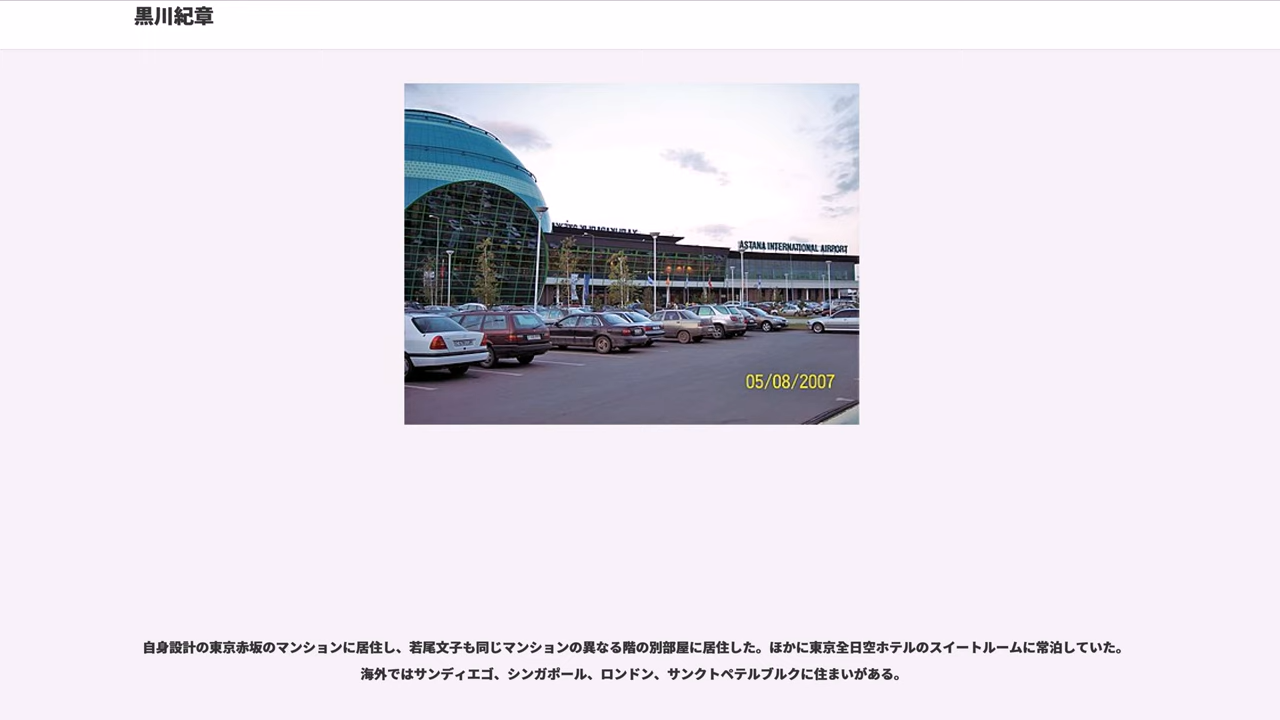 黒川紀章
ASTANA INTERNATIONAL AIRPORT
05/08/2007
自身設計の東京赤坂のマンションに居住し、若尾文子も同じマンションの異なる階の別部屋に居住した。ほかに東京全日空ホテルのスイートルームに常泊していた。
海外ではサンディエゴ、シンガポール、ロンドン、サンクトペテルブルクに住まいがある。